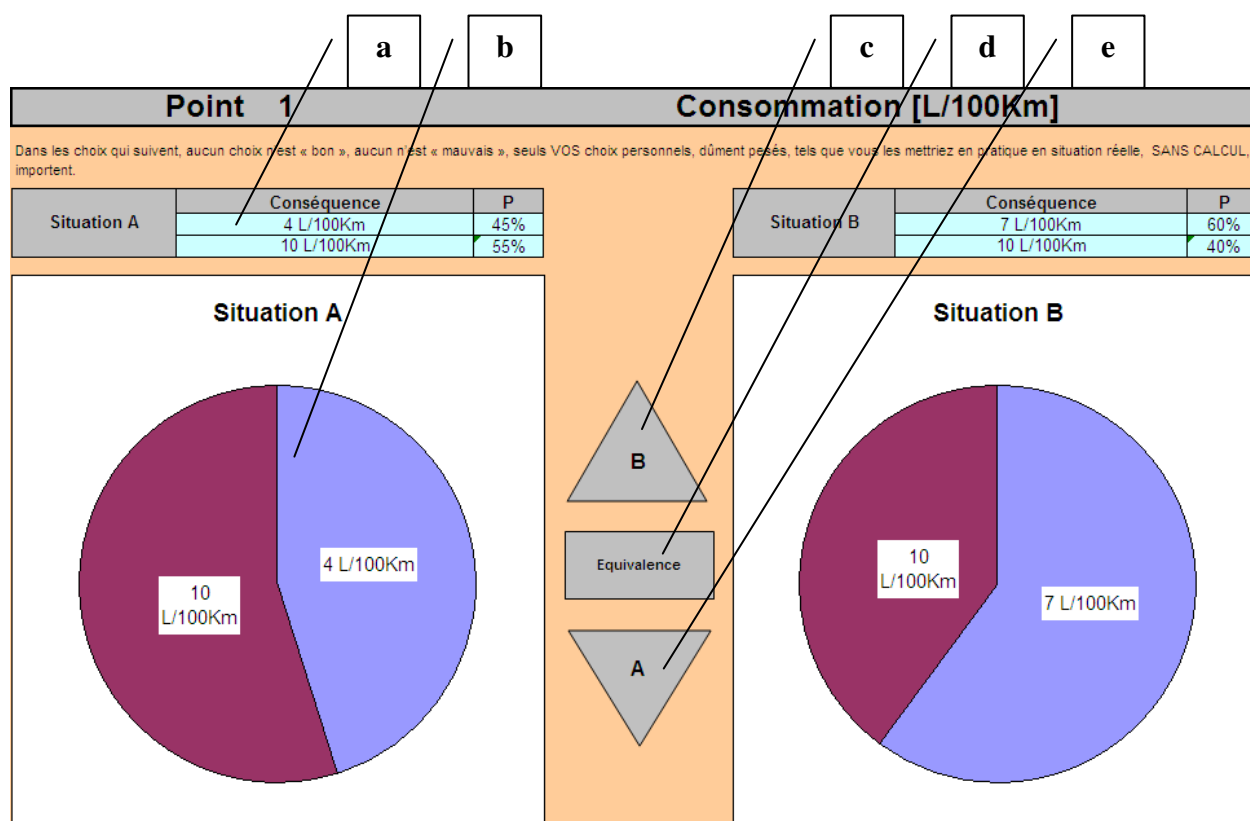 a b c d e
Point 1 Consommation [L/100Km]
Dans les choix qui suivent, aucun choix n'est « bon », aucun n'est « mauvais », seuls VOS choix personnels, dûment pesés, tels que vous les mettriez en pratique en situation réelle, SANS CALCUL,
importent.
Situation A Conséquence P
4 L/100Km 45%
10 L/100Km 55%
Situation B Conséquence P
7 L/100Km 60%
10 L/100Km 40%
Situation A
4 L/100Km
10
L/100Km
B
Equivalence
A
Situation B
10
L/100Km
7 L/100Km